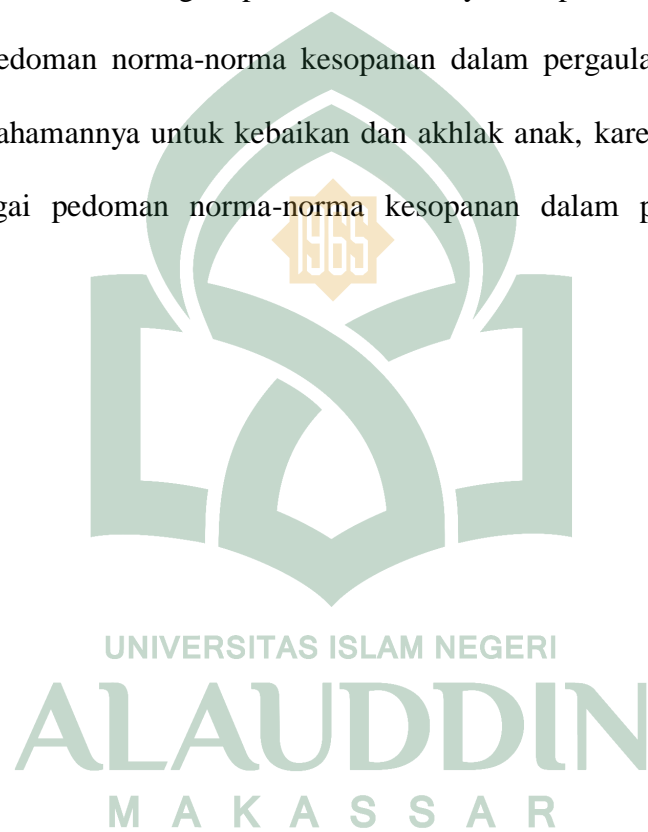 edoman norma-norma kesopanan dalam pergaula
ahamannya untuk kebaikan dan akhlak anak, kare
gai pedoman norma-norma kesopanan dalam p
1965
UNIVERSITAS ISLAM NEGERI
ALAUDDIN
MAKASSAR